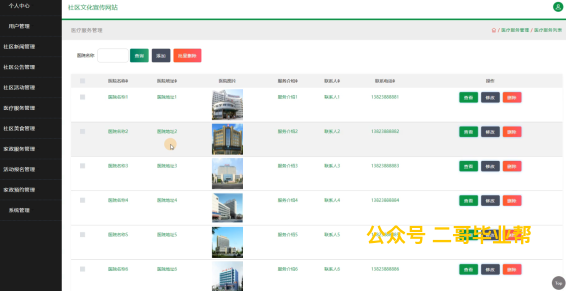 个人中心
社区文化宣传网站
用户管理
医疗服务管理
/ 医疗服务管理 / 医疗服务列表
社区新闻管理
医院名称
查询
添加
批量删除
社区公告管理
社区活动管理
医院名称
医院地址
医院图片
服务介绍
联系人
联系电话
操作
医疗服务管理
医院名称1 医院地址1 服务介绍1 联系人1 13823888881 查看 修改 删除
社区美食管理
医院名称2 医院地址2 服务介绍2 联系人2 13823888882 查看 修改 删除
家政服务管理
活动报名管理
医院名称3 医院地址3 服务介绍3 联系人3 13823888883 查看 修改 删除
家政预约管理
医院名称4 医院地址4 服务介绍4 联系人4 13823888884 查看 修改 删除
系统管理
医院名称5 医院地址5 服务介绍5 联系人5
公众号 二哥毕业帮
医院名称6 医院地址6 服务介绍6 联系人6 13823888886 查看 修改 删除
Top